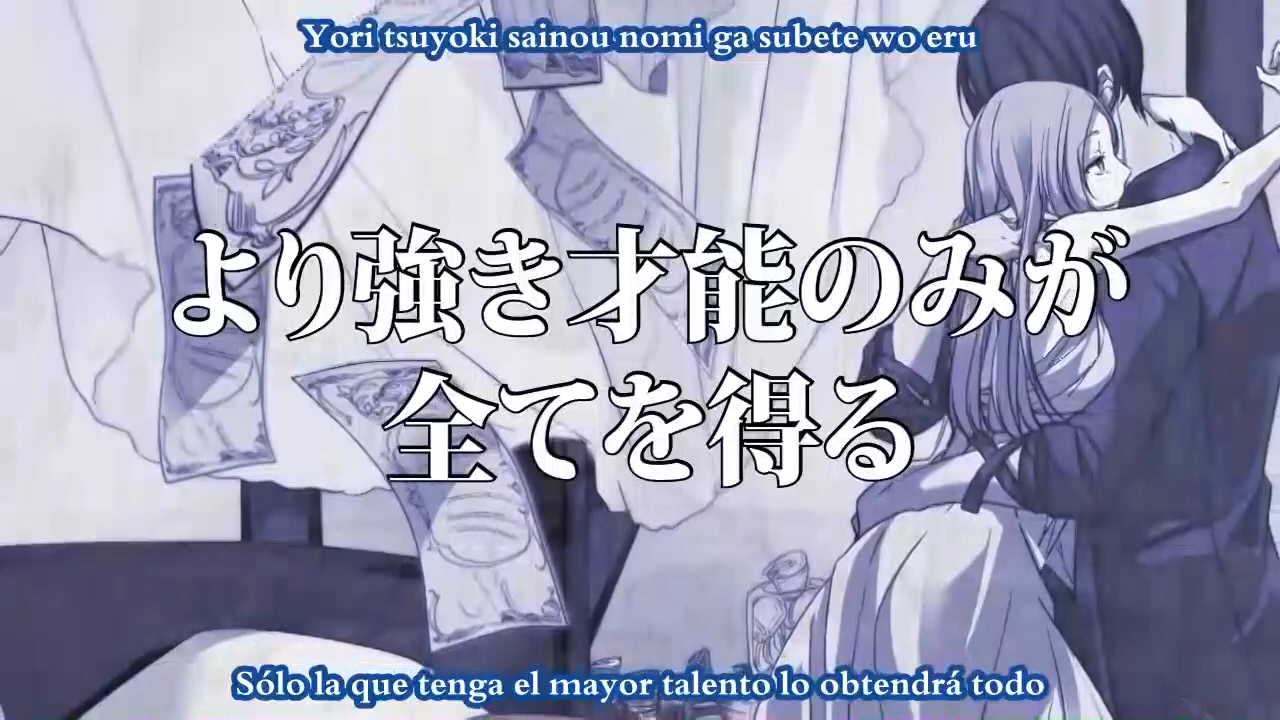 Yori tsuyoki sainou nomi ga subete wo eru
より強き才能のみが
全てを得る
Sólo la que tenga el mayor talento lo obtendrá todo